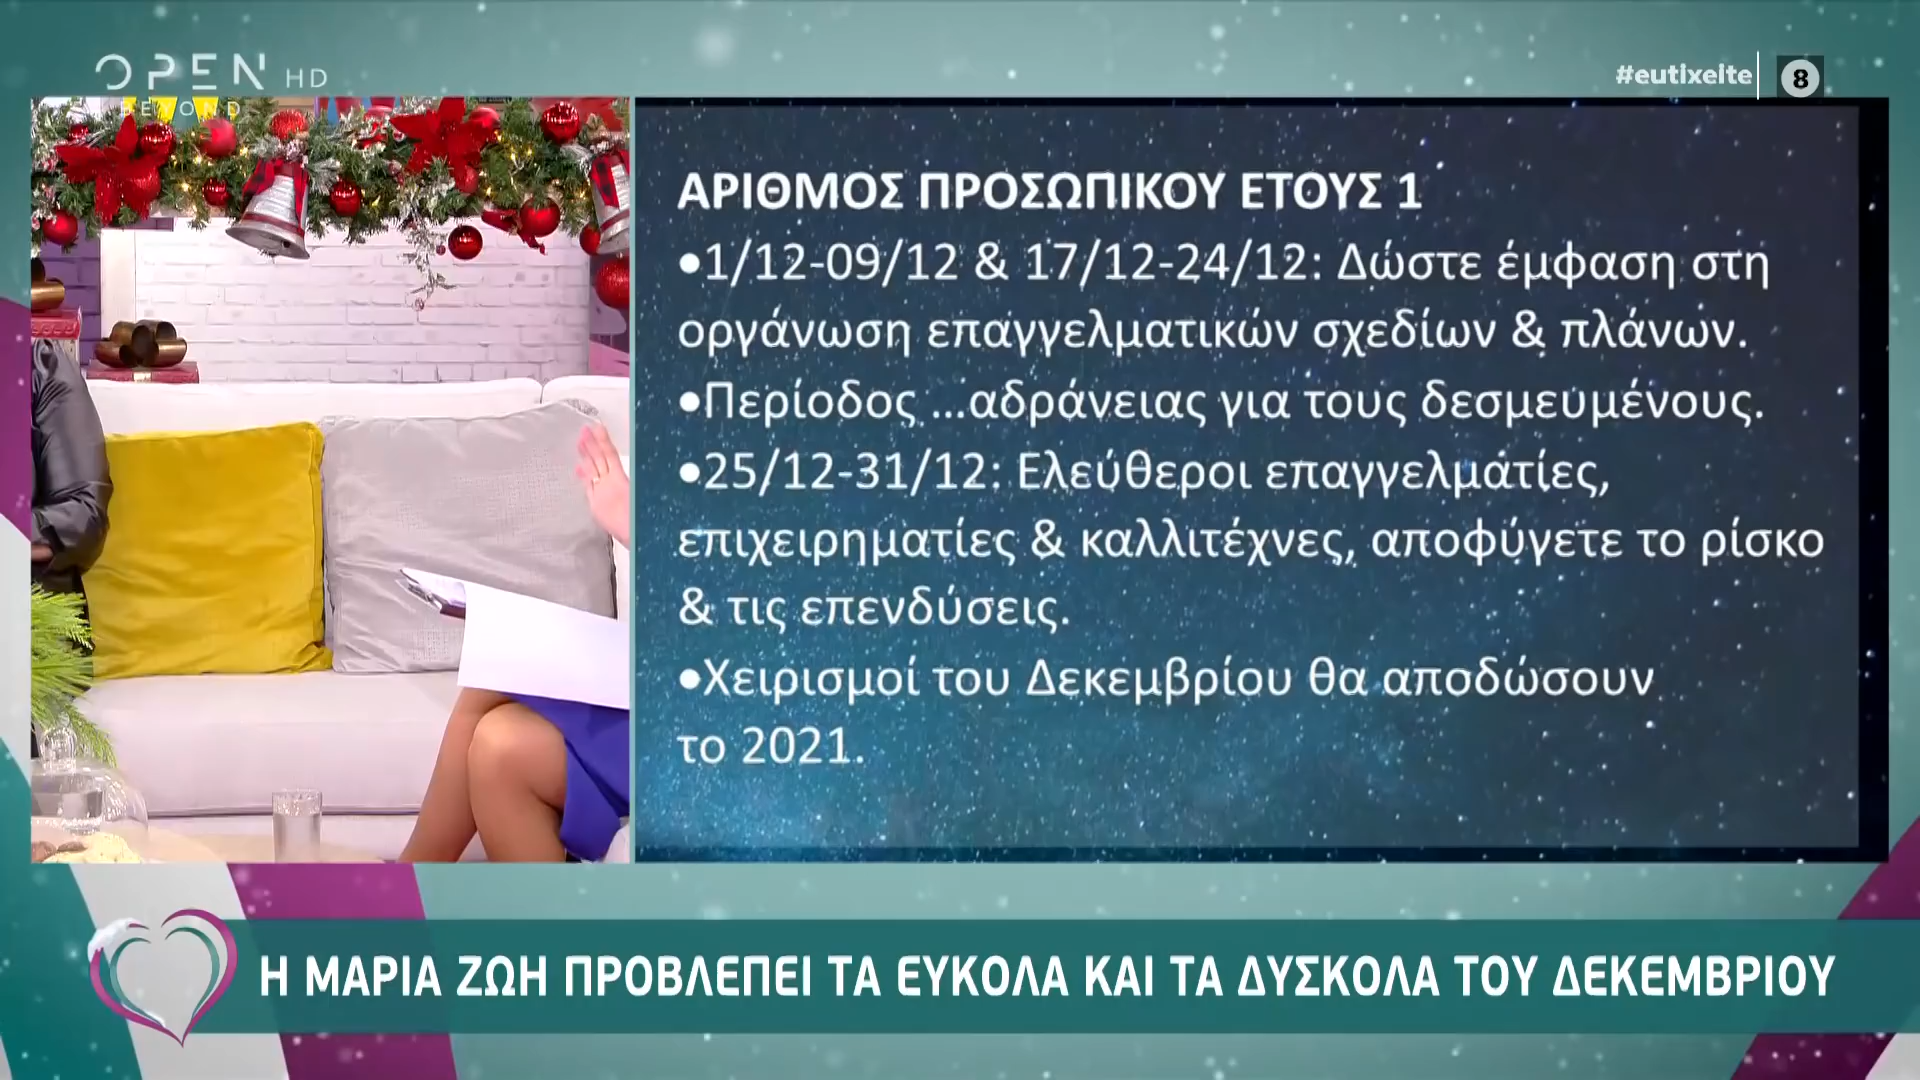 OPEN HD
BEYOND
#eutixeite
8
ΑΡΙΘΜΟΣ ΠΡΟΣΩΠΙΚΟΥ ΕΤΟΥΣ 1
•1/12-09/12 & 17/12-24/12: Δώστε έμφαση στη
οργάνωση επαγγελματικών σχεδίων & πλάνων.
•Περίοδος ...αδράνειας για τους δεσμευμένους.
•25/12-31/12: Ελεύθεροι επαγγελματίες,
επιχειρηματίες & καλλιτέχνες, αποφύγετε το ρίσκο
& τις επενδύσεις.
•Χειρισμοί του Δεκεμβρίου θα αποδώσουν
το 2021.
Η ΜΑΡΙΑ ΖΩΗ ΠΡΟΒΛΕΠΕΙ ΤΑ ΕΥΚΟΛΑ ΚΑΙ ΤΑ ΔΥΣΚΟΛΑ ΤΟΥ ΔΕΚΕΜΒΡΙΟΥ